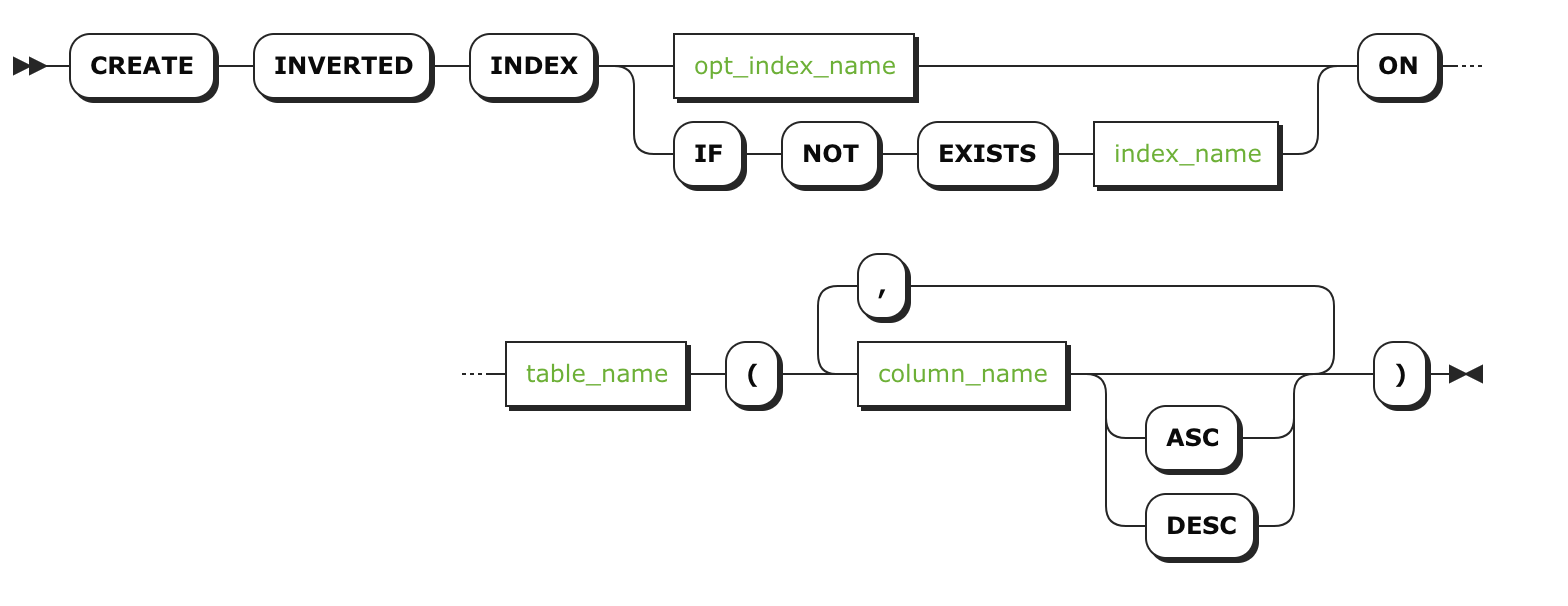 CREATE INVERTED INDEX opt_index_name ON
IF NOT EXISTS index_name
,
table_name ( column_name )
ASC
DESC